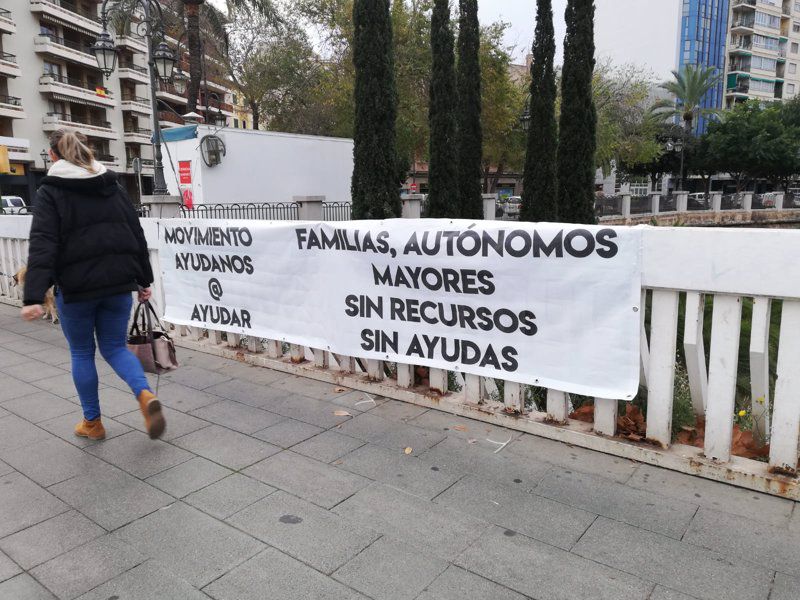 MOVIMIENTO
AYUDANOS
@
AYUDAR
FAMILIAS, AUTÓNOMOS
MAYORES
SIN RECURSOS
SIN AYUDAS